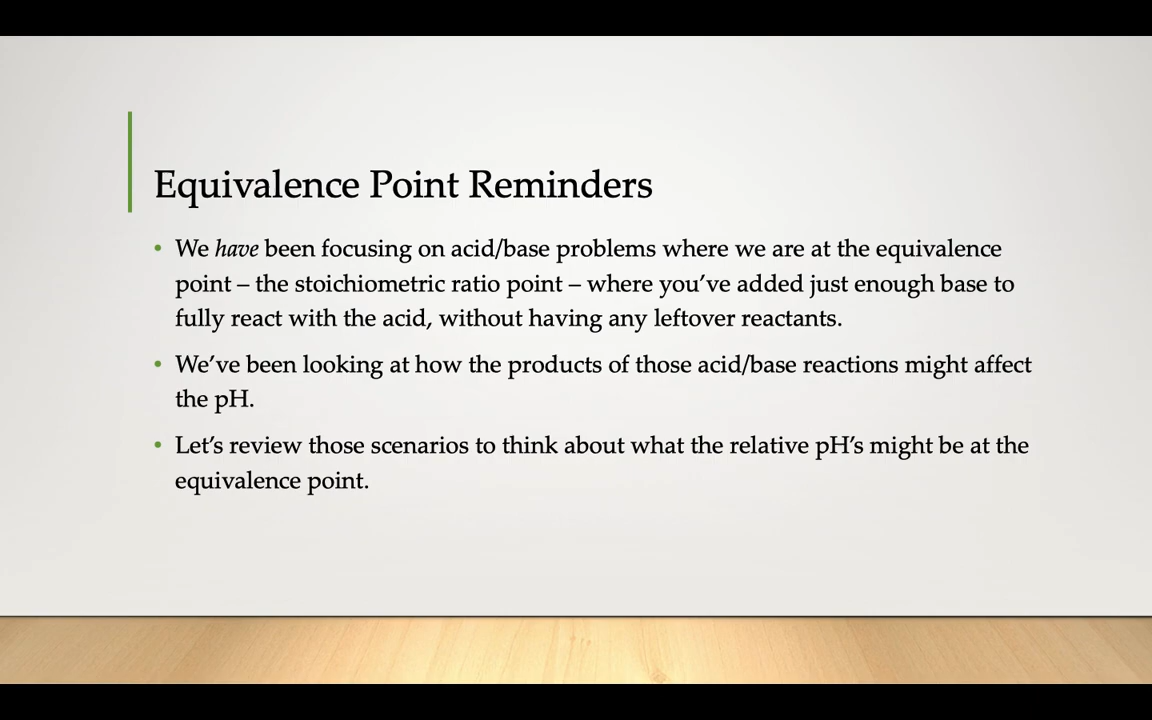 Equivalence Point Reminders
• We have been focusing on acid/base problems where we are at the equivalence
point – the stoichiometric ratio point – where you’ve added just enough base to
fully react with the acid, without having any leftover reactants.
• We’ve been looking at how the products of those acid/base reactions might affect
the pH.
• Let’s review those scenarios to think about what the relative pH’s might be at the
equivalence point.